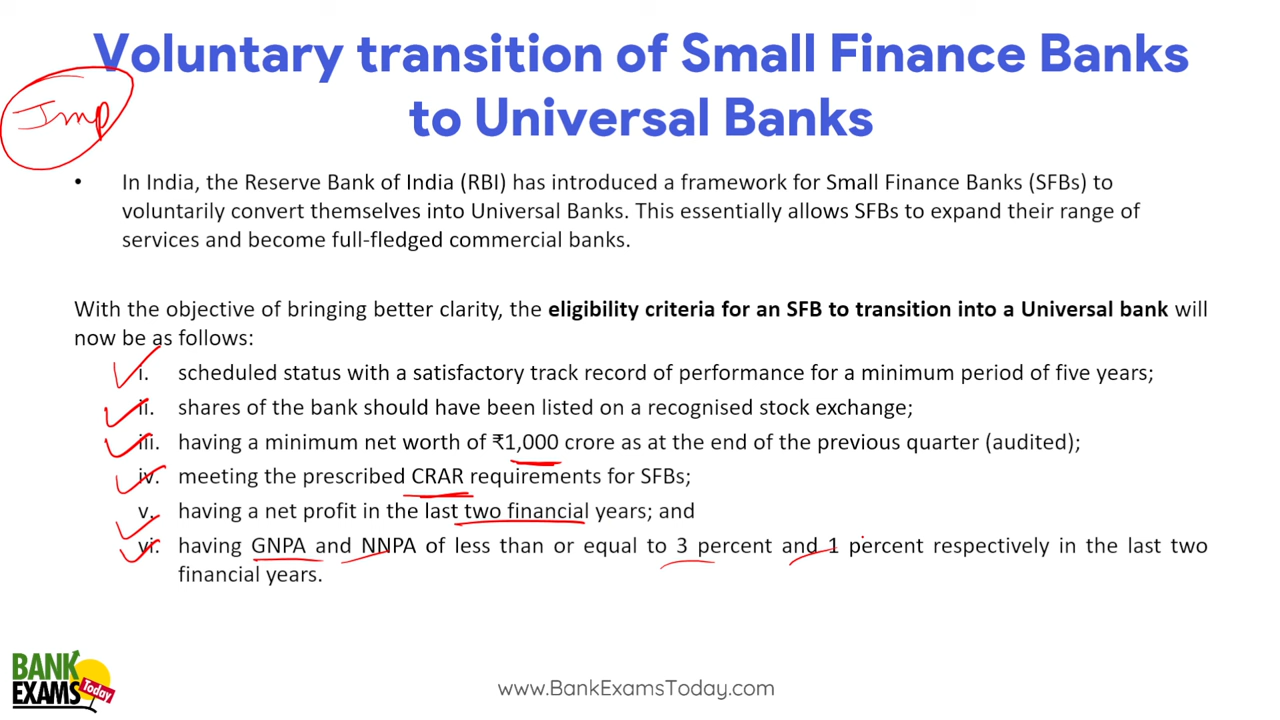 Voluntary transition of Small Finance Banks
to Universal Banks
Imp
• In India, the Reserve Bank of India (RBI) has introduced a framework for Small Finance Banks (SFBs) to
voluntarily convert themselves into Universal Banks. This essentially allows SFBs to expand their range of
services and become full-fledged commercial banks.
With the objective of bringing better clarity, the eligibility criteria for an SFB to transition into a Universal bank will
now be as follows:
i. scheduled status with a satisfactory track record of performance for a minimum period of five years;
ii. shares of the bank should have been listed on a recognised stock exchange;
iii. having a minimum net worth of ₹1,000 crore as at the end of the previous quarter (audited);
iv. meeting the prescribed CRAR requirements for SFBs;
v. having a net profit in the last two financial years; and
vi. having GNPA and NNPA of less than or equal to 3 percent and 1 percent respectively in the last two
financial years.
BANK
EXAMS Today
www.BankExamsToday.com